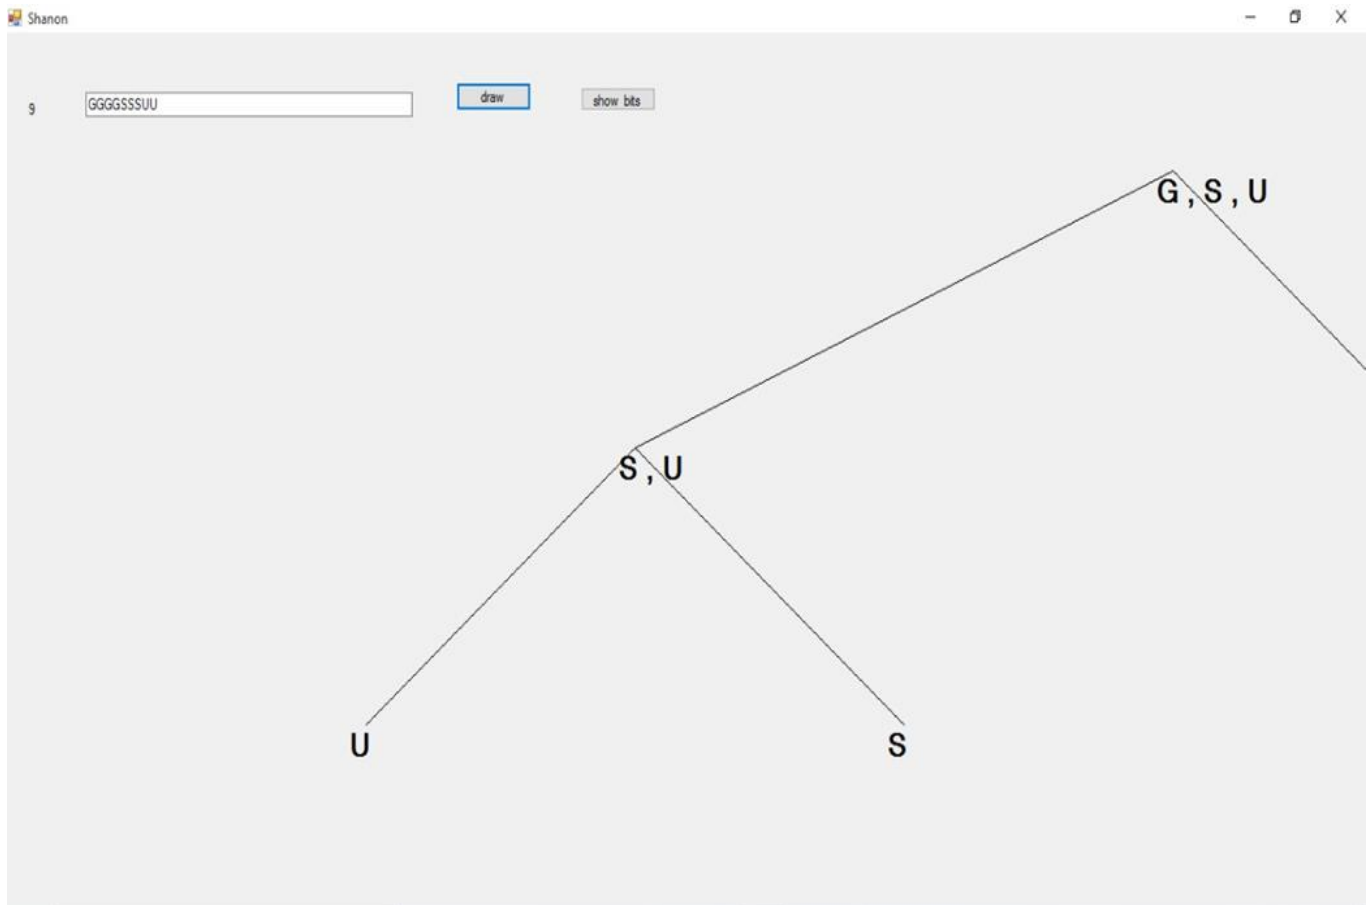 Shanon
9 GGGGSSSUU draw show bits
G , S , U
S , U
U S